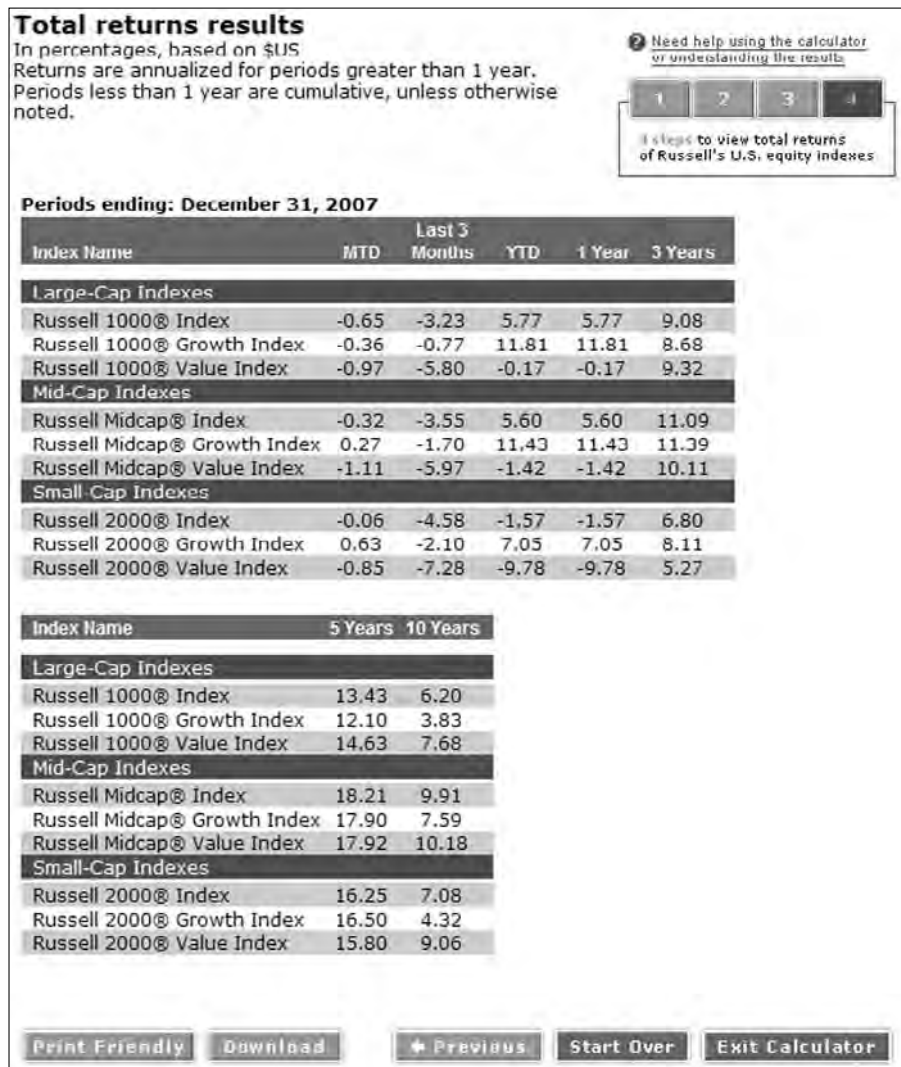 Total returns results
In percentages, based on $US
Returns are annualized for periods greater than 1 year.
Periods less than 1 year are cumulative, unless otherwise
noted.
? Need help using the calculator
or understanding the results
1 2 3 4
4 steps to view total returns
of Russell's U.S. equity indexes
Periods ending: December 31, 2007
Last 3
Index Name MTD Months YTD 1 Year 3 Years
Large-Cap Indexes
Russell 1000® Index -0.65 -3.23 5.77 5.77 9.08
Russell 1000® Growth Index -0.36 -0.77 11.81 11.81 8.68
Russell 1000® Value Index -0.97 -5.80 -0.17 -0.17 9.32
Mid-Cap Indexes
Russell Midcap® Index -0.32 -3.55 5.60 5.60 11.09
Russell Midcap® Growth Index 0.27 -1.70 11.43 11.43 11.39
Russell Midcap® Value Index -1.11 -5.97 -1.42 -1.42 10.11
Small-Cap Indexes
Russell 2000® Index -0.06 -4.58 -1.57 -1.57 6.80
Russell 2000® Growth Index 0.63 -2.10 7.05 7.05 8.11
Russell 2000® Value Index -0.85 -7.28 -9.78 -9.78 5.27
Index Name 5 Years 10 Years
Large-Cap Indexes
Russell 1000® Index 13.43 6.20
Russell 1000® Growth Index 12.10 3.83
Russell 1000® Value Index 14.63 7.68
Mid-Cap Indexes
Russell Midcap® Index 18.21 9.91
Russell Midcap® Growth Index 17.90 7.59
Russell Midcap® Value Index 17.92 10.18
Small-Cap Indexes
Russell 2000® Index 16.25 7.08
Russell 2000® Growth Index 16.50 4.32
Russell 2000® Value Index 15.80 9.06
Print Friendly Download Previous Start Over Exit Calculator